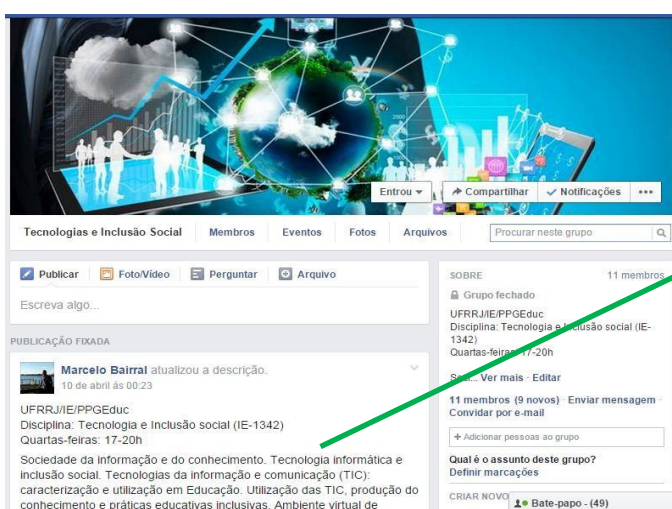 Entrou
Compartilhar
Notificações
Tecnologias e Inclusão Social
Membros
Eventos
Fotos
Arquivos
Procurar neste grupo
Publicar
Foto/Vídeo
Perguntar
Arquivo
Escreva algo...
PUBLICAÇÃO FIXADA
Marcelo Bairral atualizou a descrição.
10 de abril às 00:23
UFRRJ/IE/PPGEduc
Disciplina: Tecnologia e Inclusão social (IE-1342)
Quartas-feiras: 17-20h
Sociedade da informação e do conhecimento. Tecnologia informática e
inclusão social. Tecnologias da informação e comunicação (TIC):
caracterização e utilização em Educação. Utilização das TIC, produção do
conhecimento e práticas educativas inclusivas. Ambiente virtual de
SOBRE
11 membros
Grupo fechado
UFRRJ/IE/PPGEduc
Disciplina: Tecnologia e Inclusão social (IE-
1342)
Quartas-feiras: 17-20h
Ver mais · Editar
11 membros (9 novos) · Enviar mensagem ·
Convidar por e-mail
+ Adicionar pessoas ao grupo
Qual é o assunto deste grupo?
Definir marcações
CRIAR NOVO
Bate-papo - (49)